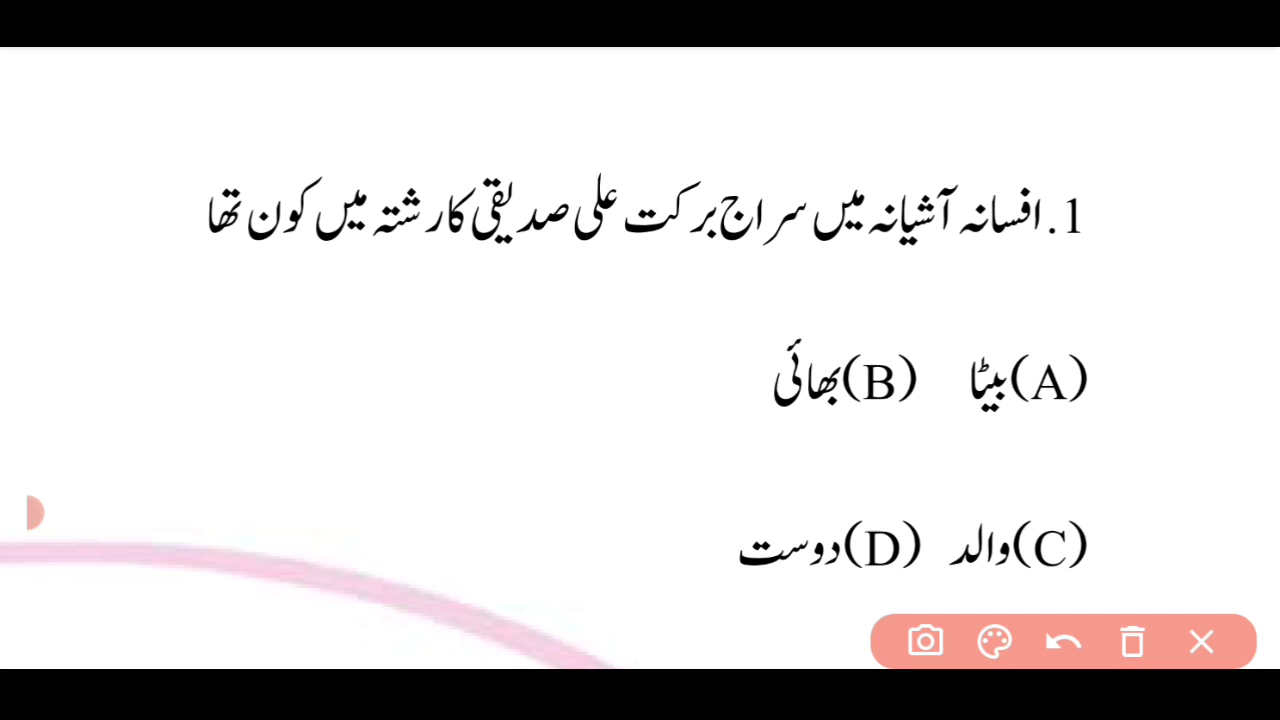 1. افسانہ آشیانہ میں سراج برکت علی صدیقی کا رشتہ میں کون تھا
(A) بیٹا (B) بھائی
(C) والد (D) دوست